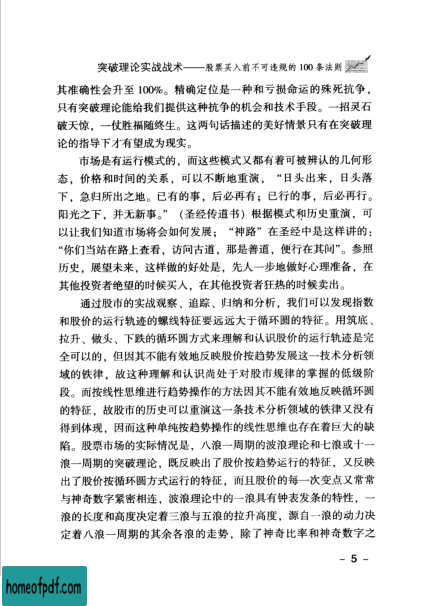 突破理论实战战术——股票买入前不可违规的 100 条法则
其准确性会升至 100%。精确定位是一种和亏损命运的殊死抗争，
只有突破理论能给我们提供这种抗争的机会和技术手段。一招灵石
破天惊，一仗胜福随终生。这两句话描述的美好情景只有在突破理
论的指导下才有望成为现实。
市场是有运行模式的，而这些模式又都有着可被辨认的几何形
态，价格和时间的关系，可以不断地重演，“日头出来，日头落
下，急归所出之地。已有的事，后必再有；已行的事，后必再行。
阳光之下，并无新事。”（圣经传道书）根据模式和历史重演，可
以让我们知道市场将会如何发展；“神路”在圣经中是这样讲的：
“你们当站在路上查看，访问古道，那是善道，便行在其间”。参照
历史，展望未来，这样做的好处是，先人一步地做好心理准备，在
其他投资者绝望的时候买人，在其他投资者狂热的时候卖出。
通过股市的实战观察、追踪、归纳和分析，我们可以发现指数
和股价的运行轨迹的螺线特征要远远大于循环圆的特征。用筑底、
拉升、做头、下跌的循环圆方式来理解和认识股价的运行轨迹是完
全可以的，但因其不能有效地反映股价按趋势发展这一技术分析领
域的铁律，故这种理解和认识尚处于对股市规律的掌握的低级阶
段。而按线性思维进行趋势操作的方法因其不能有效地反映循环圆
的特征，故股市的历史可以重演这一条技术分析领域的铁律又没有
得到体现，因而这种单纯按趋势操作的线性思维也存在着巨大的缺
陷。股票市场的实际情况是，八浪一周期的波浪理论和七浪或十一
浪一周期的突破理论，既反映出了股价按趋势运行的特征，又反映
出了股价按循环圆方式运行的特征，而且股价的每一次变点又常常
与神奇数字紧密相连，波浪理论中的一浪具有钟表发条的特性，一
浪的长度和高度决定着三浪与五浪的拉升高度，源自一浪的动力决
定着八浪一周期的其余各浪的走势，除了神奇比率和神奇数字之
- 5 -
homeofpdf.com